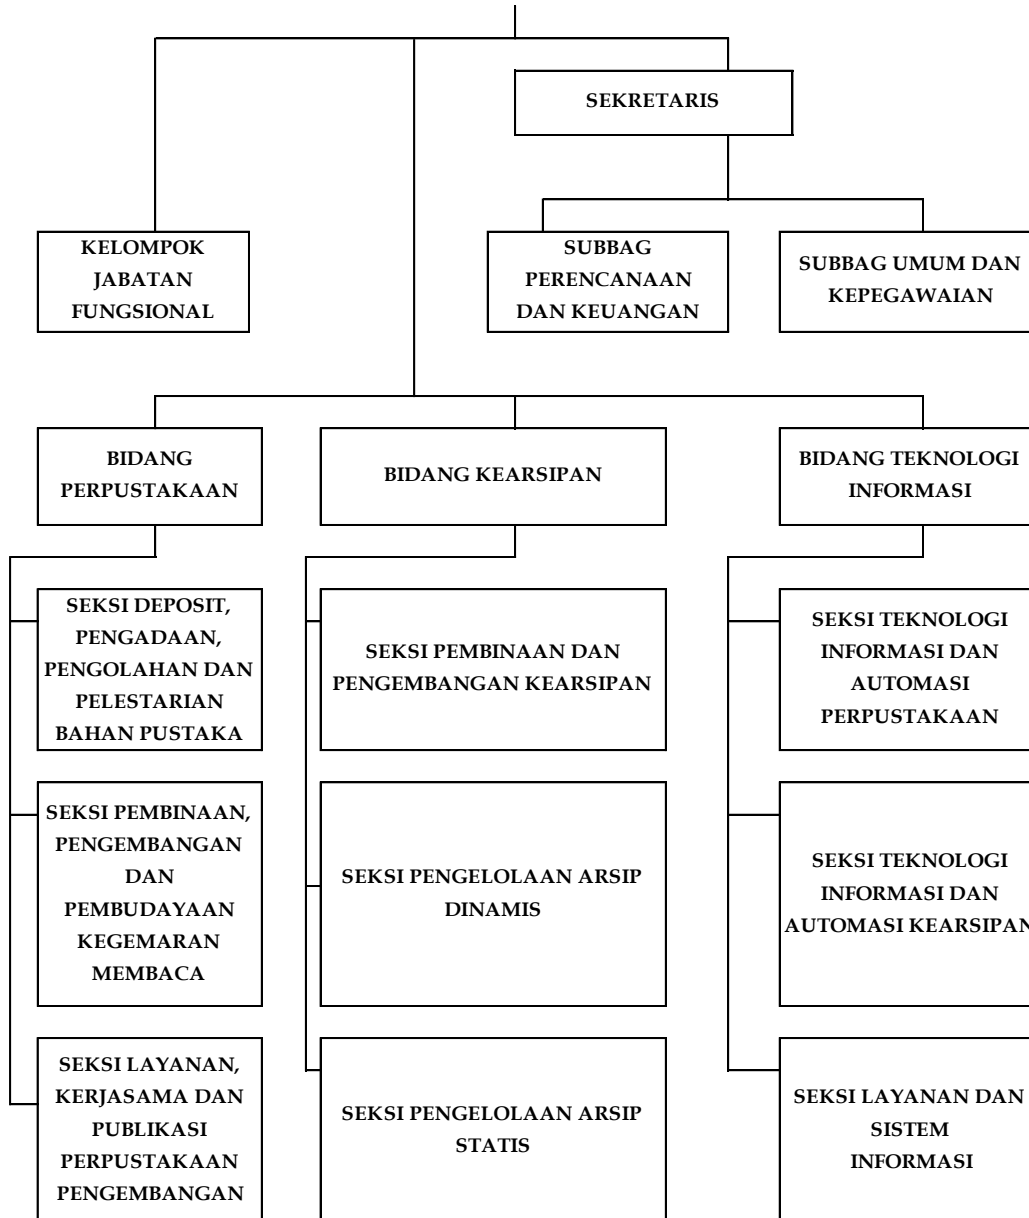 SEKRETARIS
KELOMPOK
JABATAN
FUNGSIONAL
SUBBAG
PERENCANAAN
DAN KEUANGAN
SUBBAG UMUM DAN
KEPEGAWAIAN
BIDANG
PERPUSTAKAAN
BIDANG KEARSIPAN
BIDANG TEKNOLOGI
INFORMASI
SEKSI DEPOSIT,
PENGADAAN,
PENGOLAHAN DAN
PELESTARIAN
BAHAN PUSTAKA
SEKSI PEMBINAAN DAN
PENGEMBANGAN KEARSIPAN
SEKSI TEKNOLOGI
INFORMASI DAN
AUTOMASI
PERPUSTAKAAN
SEKSI PEMBINAAN,
PENGEMBANGAN
DAN
PEMBUDAYAAN
KEGEMARAN
MEMBACA
SEKSI PENGELOLAAN ARSIP
DINAMIS
SEKSI TEKNOLOGI
INFORMASI DAN
AUTOMASI KEARSIPAN
SEKSI LAYANAN,
KERJASAMA DAN
PUBLIKASI
PERPUSTAKAAN
PENGEMBANGAN
SEKSI PENGELOLAAN ARSIP
STATIS
SEKSI LAYANAN DAN
SISTEM
INFORMASI